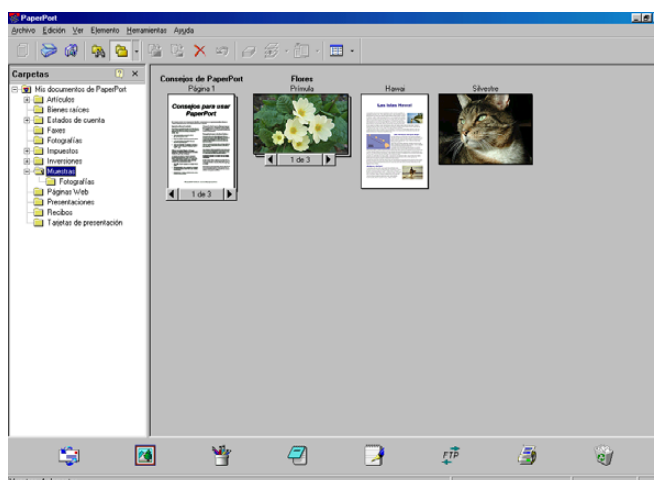 PaperPort
Archivo Edición Ver Elemento Herramientas Ayuda
Carpetas
Mis documentos de PaperPort
Artículos
Bienes raíces
Estados de cuenta
Faxes
Fotografías
Impuestos
Inversiones
Muestras
Fotografías
Páginas Web
Presentaciones
Recibos
Tarjetas de presentación
Consejos de PaperPort
Página 1
Consejos para usar
PaperPort
1 de 3
Flores
Prímula
1 de 3
Hawai
Las Islas Hawai
Silvestre
FTP